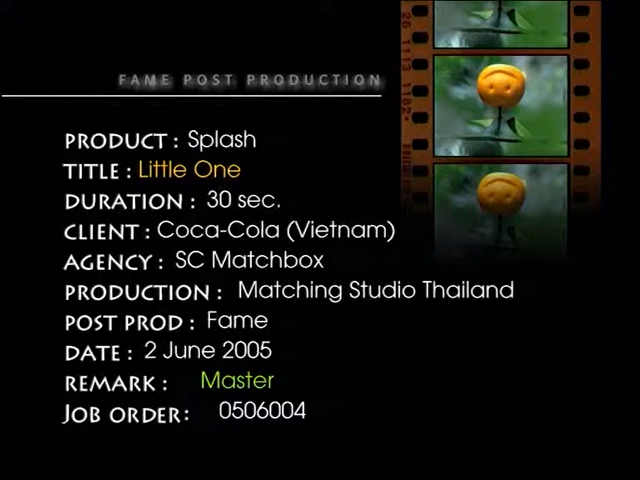 FAME POST PRODUCTION
PRODUCT : Splash
TITLE : Little One
DURATION : 30 sec.
CLIENT : Coca-Cola (Vietnam)
AGENCY : SC Matchbox
PRODUCTION : Matching Studio Thailand
POST PROD : Fame
DATE : 2 June 2005
REMARK : Master
JOB ORDER: 0506004